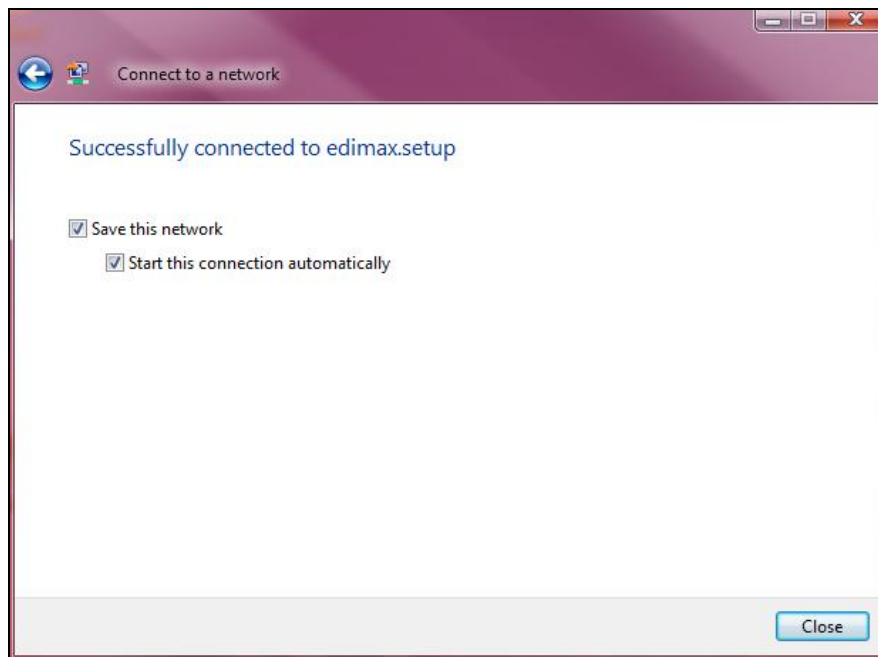 Connect to a network
Successfully connected to edimax.setup
Save this network
Start this connection automatically
Close